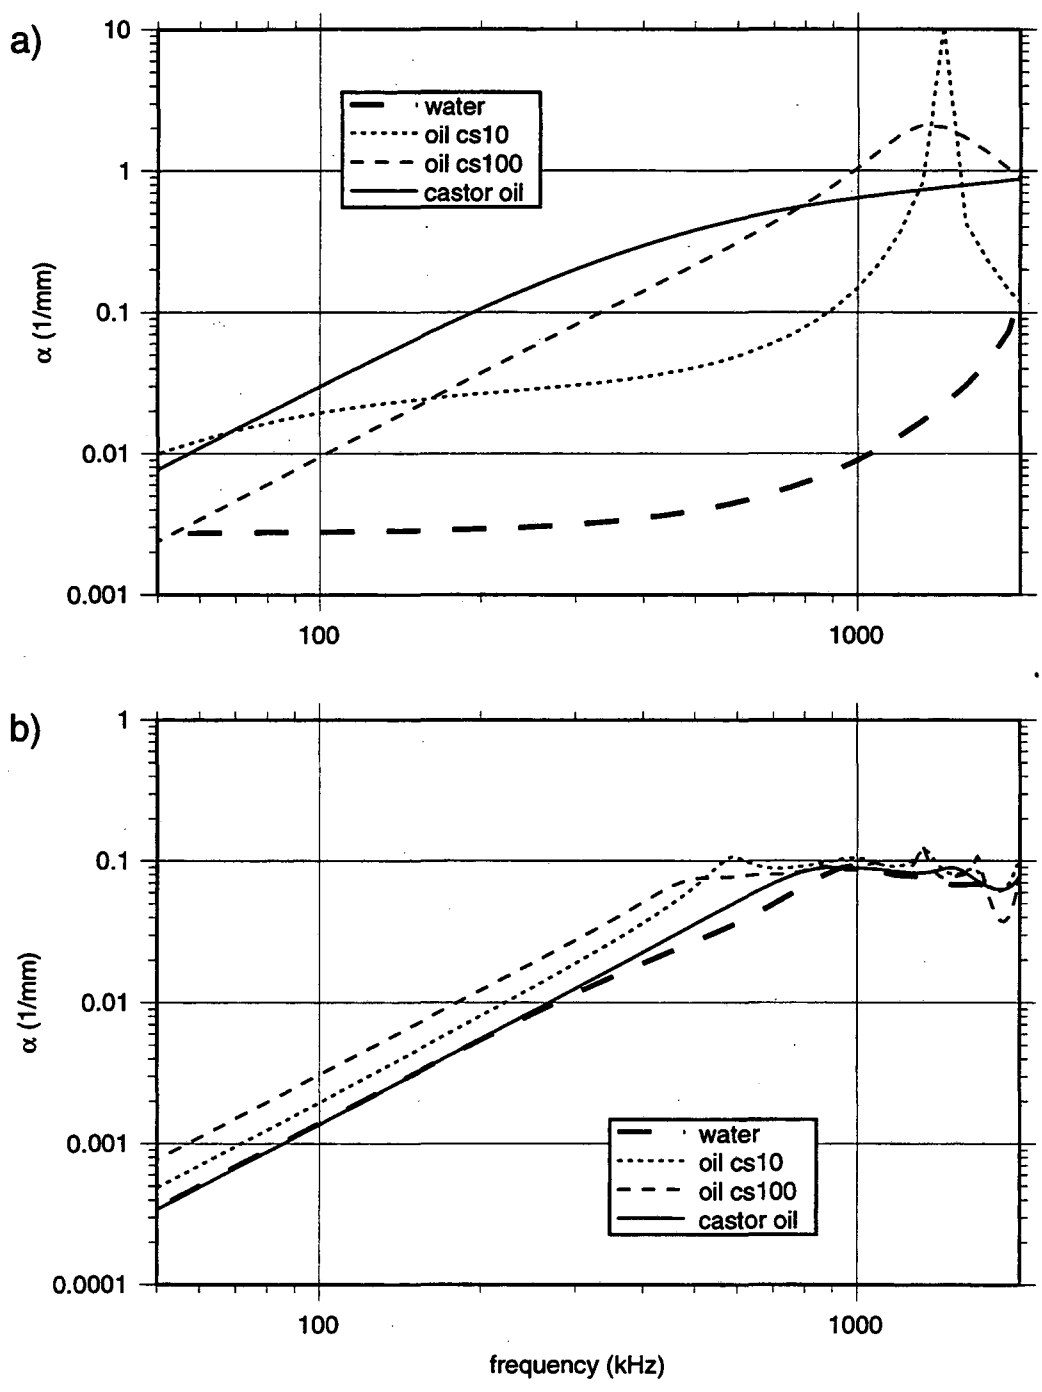 a)
10
1
0.1
0.01
0.001
α (1/mm)
water
oil cs10
oil cs100
castor oil
100
1000
b)
1
0.1
0.01
0.001
0.0001
α (1/mm)
water
oil cs10
oil cs100
castor oil
100
1000
frequency (kHz)